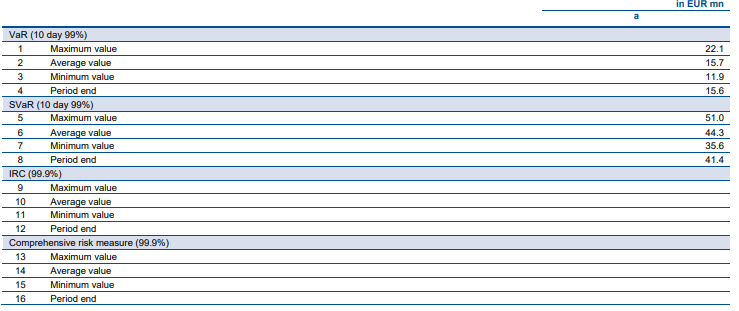 in EUR mn
a
VaR (10 day 99%)
1 Maximum value 22.1
2 Average value 15.7
3 Minimum value 11.9
4 Period end 15.6
SVaR (10 day 99%)
5 Maximum value 51.0
6 Average value 44.3
7 Minimum value 35.6
8 Period end 41.4
IRC (99.9%)
9 Maximum value
10 Average value
11 Minimum value
12 Period end
Comprehensive risk measure (99.9%)
13 Maximum value
14 Average value
15 Minimum value
16 Period end